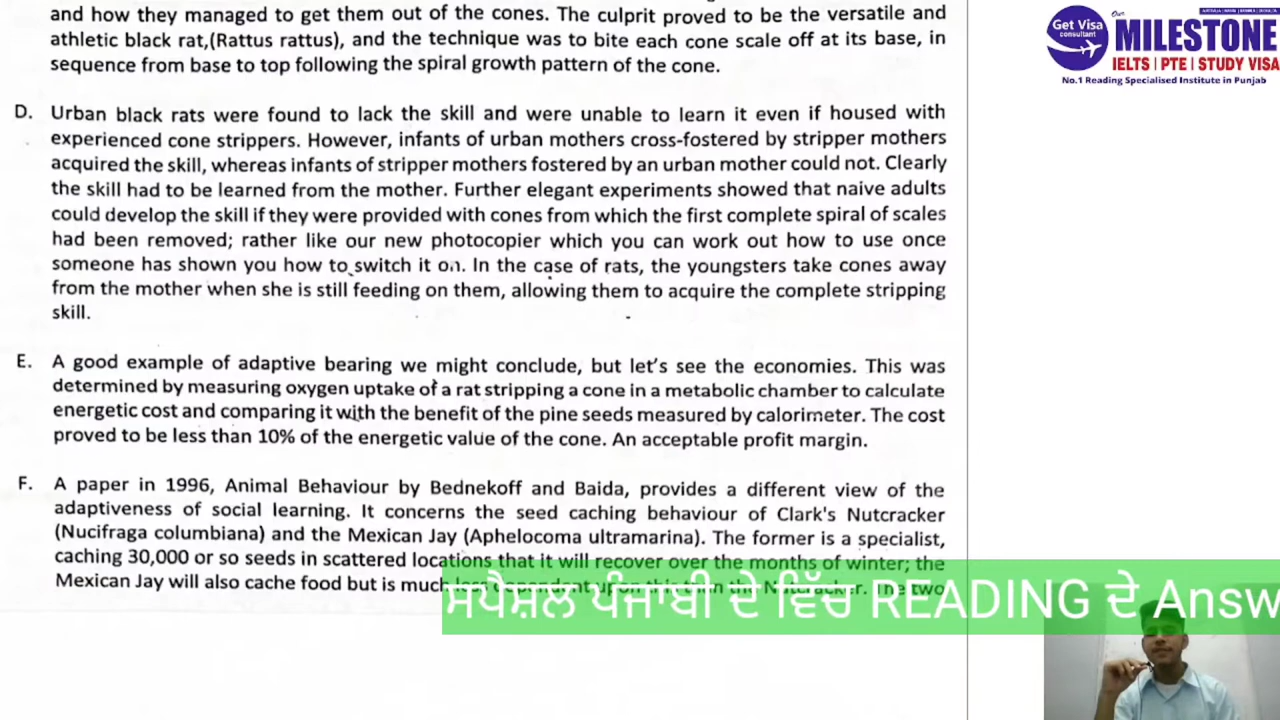 and how they managed to get them out of the cones. The culprit proved to be the versatile and
athletic black rat,(Rattus rattus), and the technique was to bite each cone scale off at its base, in
sequence from base to top following the spiral growth pattern of the cone.
Get Visa
consultant
Our
MILESTONE
IELTS | PTE | STUDY VISA
No.1 Reading Specialised Institute in Punjab
D. Urban black rats were found to lack the skill and were unable to learn it even if housed with
experienced cone strippers. However, infants of urban mothers cross-fostered by stripper mothers
acquired the skill, whereas infants of stripper mothers fostered by an urban mother could not. Clearly
the skill had to be learned from the mother. Further elegant experiments showed that naive adults
could develop the skill if they were provided with cones from which the first complete spiral of scales
had been removed; rather like our new photocopier which you can work out how to use once
someone has shown you how to switch it on. In the case of rats, the youngsters take cones away
from the mother when she is still feeding on them, allowing them to acquire the complete stripping
skill.
E. A good example of adaptive bearing we might conclude, but let's see the economies. This was
determined by measuring oxygen uptake of a rat stripping a cone in a metabolic chamber to calculate
energetic cost and comparing it with the benefit of the pine seeds measured by calorimeter. The cost
proved to be less than 10% of the energetic value of the cone. An acceptable profit margin.
F. A paper in 1996, Animal Behaviour by Bednekoff and Baida, provides a different view of the
adaptiveness of social learning. It concerns the seed caching behaviour of Clark's Nutcracker
(Nucifraga columbiana) and the Mexican Jay (Aphelocoma ultramarina). The former is a specialist,
caching 30,000 or so seeds in scattered locations that it will recover over the months of winter; the
Mexican Jay will also cache food but is much less dependent upon this than the Nutcracker. The two
ਸਪੈਸ਼ਲ ਪੰਜਾਬੀ ਦੇ ਵਿੱਚ READING ਦੇ Answ